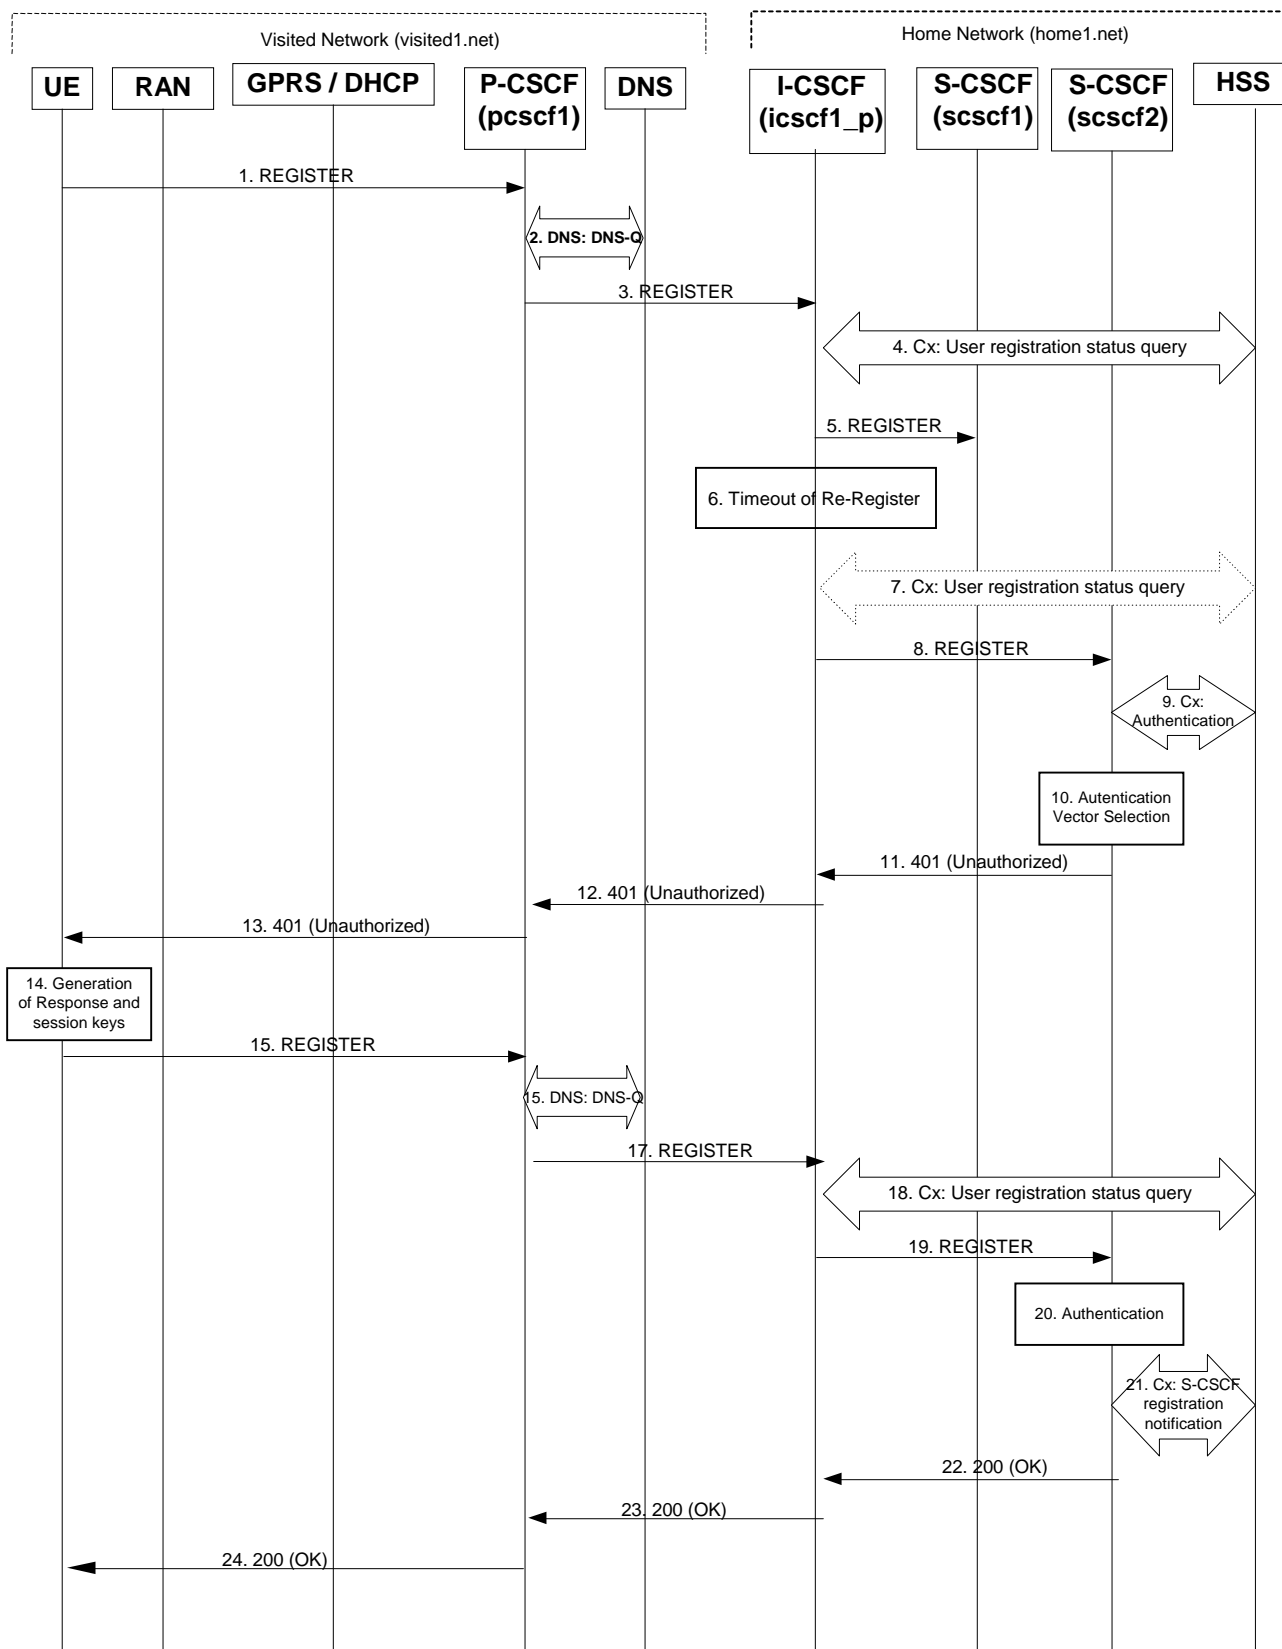 Visited Network (visited1.net)
Home Network (home1.net)
UE
RAN
GPRS / DHCP
P-CSCF
(pcscf1)
DNS
I-CSCF
(icscf1_p)
S-CSCF
(scscf1)
S-CSCF
(scscf2)
HSS
1. REGISTER
2. DNS: DNS-Q
3. REGISTER
4. Cx: User registration status query
5. REGISTER
6. Timeout of Re-Register
7. Cx: User registration status query
8. REGISTER
9. Cx:
Authentication
10. Autentication
Vector Selection
11. 401 (Unauthorized)
12. 401 (Unauthorized)
13. 401 (Unauthorized)
14. Generation
of Response and
session keys
15. REGISTER
15. DNS: DNS-Q
17. REGISTER
18. Cx: User registration status query
19. REGISTER
20. Authentication
21. Cx: S-CSCF
registration
notification
22. 200 (OK)
23. 200 (OK)
24. 200 (OK)